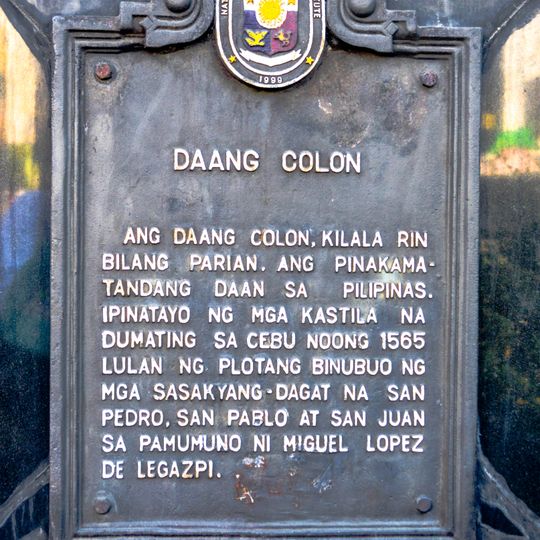 1999
DAANG COLON
ANG DAANG COLON, KILALA RIN
BILANG PARIAN. ANG PINAKAMA-
TANDANG DAAN SA PILIPINAS.
IPINATAYO NG MGA KASTILA NA
DUMATING SA CEBU NOONG 1565
LULAN NG PLOTANG BINUBUO NG
MGA SASAKYANG-DAGAT NA SAN
PEDRO, SAN PABLO AT SAN JUAN
SA PAMUMUNO NI MIGUEL LOPEZ
DE LEGAZPI.